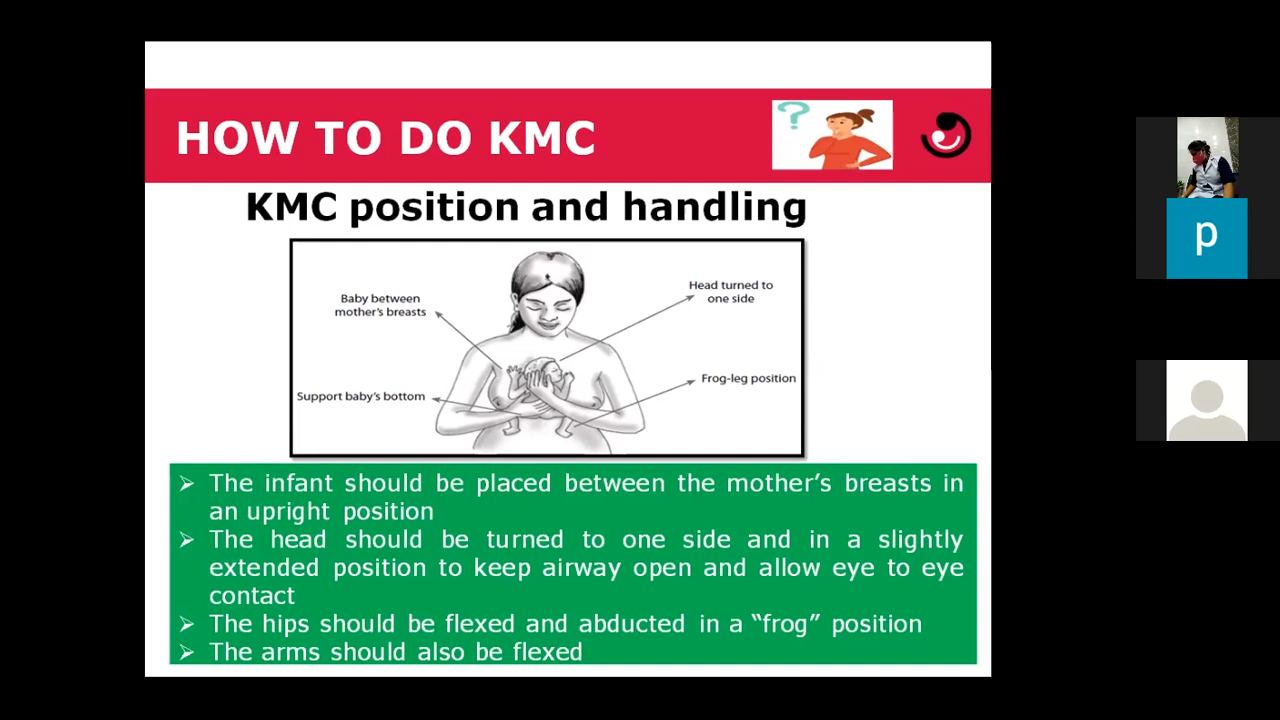 HOW TO DO KMC
?
KMC position and handling
Baby between
mother's breasts
Head turned to
one side
Support baby's bottom
Frog-leg position
➢ The infant should be placed between the mother's breasts in
an upright position
➢ The head should be turned to one side and in a slightly
extended position to keep airway open and allow eye to eye
contact
➢ The hips should be flexed and abducted in a “frog” position
➢ The arms should also be flexed
p